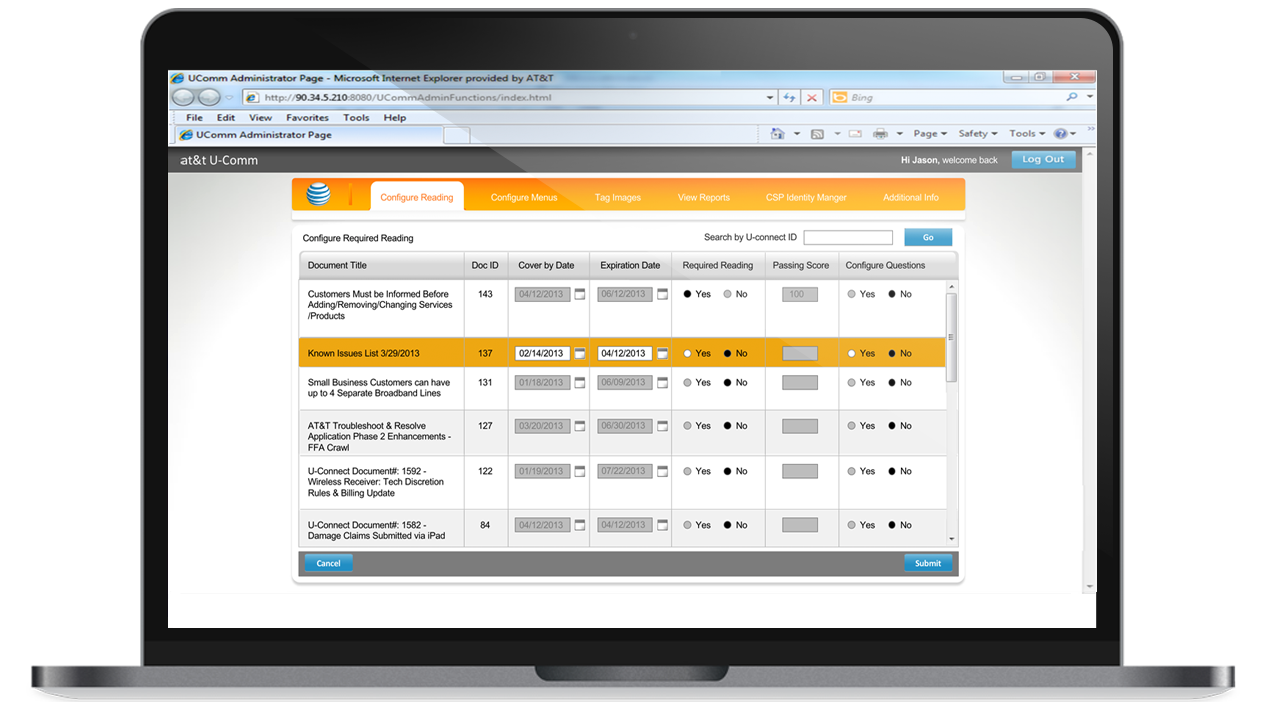 UComm Administrator Page - Microsoft Internet Explorer provided by AT&T
http://90.34.5.210:8080/UCommAdminFunctions/index.html
Bing
File Edit View Favorites Tools Help
UComm Administrator Page
Page Safety Tools
at&t U-Comm
Hi Jason, welcome back
Log Out
Configure Reading Configure Menus Tag Images View Reports CSP Identity Manger Additional Info
Configure Required Reading
Search by U-connect ID
Go
Document Title Doc ID Cover by Date Expiration Date Required Reading Passing Score Configure Questions
Customers Must be Informed Before 143 04/12/2013 06/12/2013 Yes No 100 Yes No
Adding/Removing/Changing Services
/Products
Known Issues List 3/29/2013 137 02/14/2013 04/12/2013 Yes No Yes No
Small Business Customers can have 131 01/18/2013 06/09/2013 Yes No Yes No
up to 4 Separate Broadband Lines
AT&T Troubleshoot & Resolve 127 03/20/2013 06/30/2013 Yes No Yes No
Application Phase 2 Enhancements -
FFA Crawl
U-Connect Document#: 1592 - 122 01/19/2013 07/22/2013 Yes No Yes No
Wireless Receiver: Tech Discretion
Rules & Billing Update
U-Connect Document#: 1582 - 84 04/12/2013 04/12/2013 Yes No Yes No
Damage Claims Submitted via iPad
Cancel
Submit